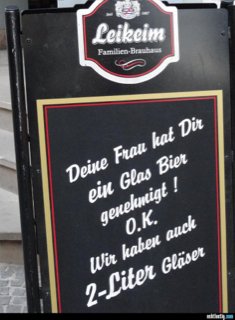 Leikeim
Familien-Brauhaus
Deine Frau hat Dir
ein Glas Bier
genehmigt !
O.K.
Wir haben auch
2-Liter Gläser